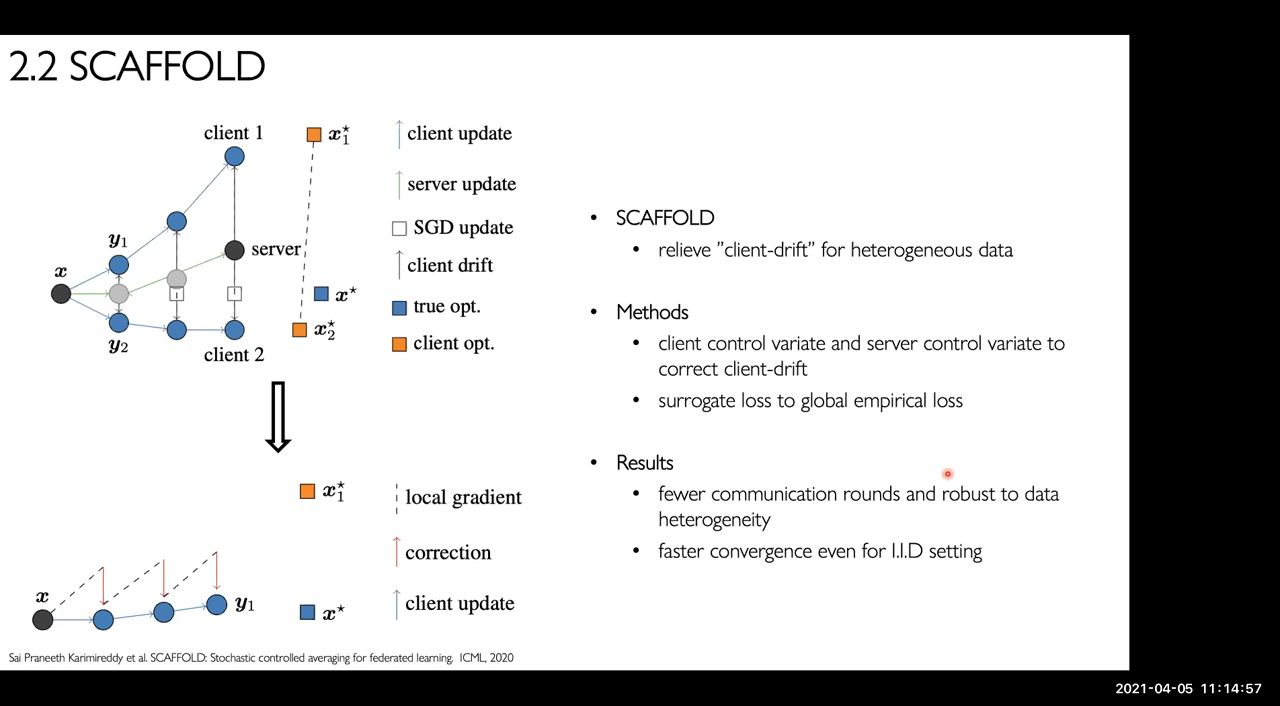 2.2 SCAFFOLD
client 1
x₁*
client update
server update
SGD update
y₁
server
client drift
x
x*
true opt.
x₂*
y₂
client 2
client opt.
x₁*
local gradient
correction
x
y₁
x*
client update
• SCAFFOLD
• relieve ”client-drift” for heterogeneous data
• Methods
• client control variate and server control variate to
correct client-drift
• surrogate loss to global empirical loss
• Results
• fewer communication rounds and robust to data
heterogeneity
• faster convergence even for I.I.D setting
Sai Praneeth Karimireddy et al. SCAFFOLD: Stochastic controlled averaging for federated learning. ICML, 2020
2021-04-05 11:14:57